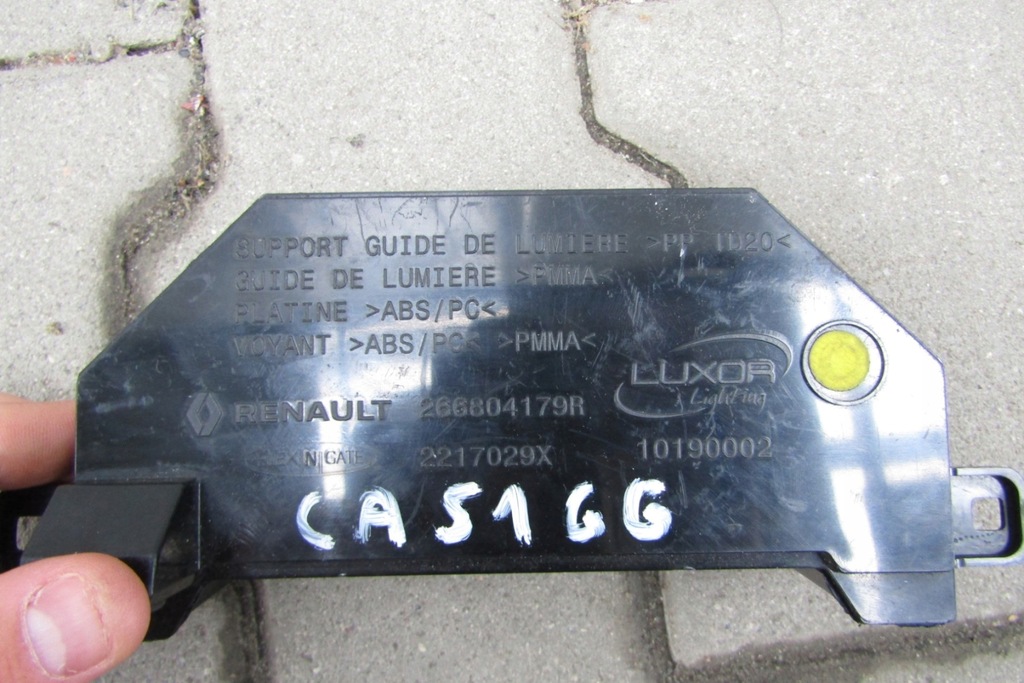 SUPPORT GUIDE DE LUMIERE >PP TD20<
GUIDE DE LUMIERE >PMMA<
PLATINE >ABS/PC<
VOYANT >ABS/PC< >PMMA<
LUXOR
Lighting
RENAULT 266804179R
2217029X 10190002
CA51GG